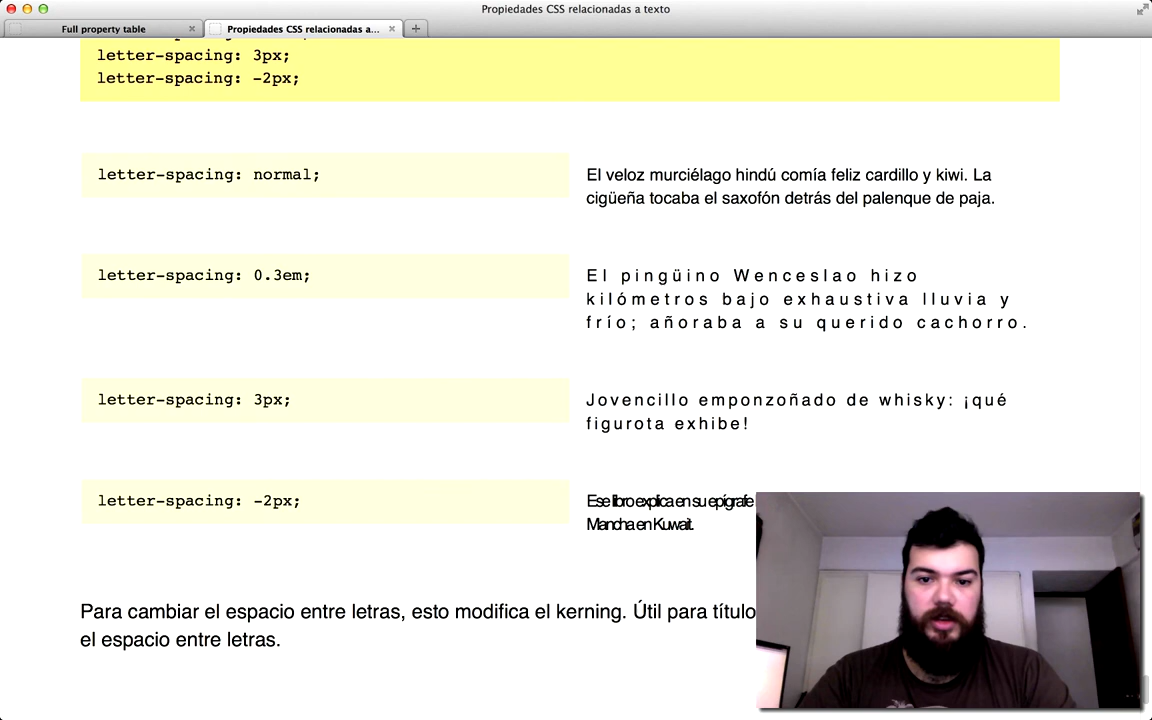 Propiedades CSS relacionadas a texto
Full property table
Propiedades CSS relacionadas a...
letter-spacing: 3px;
letter-spacing: -2px;
letter-spacing: normal;
El veloz murciélago hindú comía feliz cardillo y kiwi. La
cigüeña tocaba el saxofón detrás del palenque de paja.
letter-spacing: 0.3em;
El pingüino Wenceslao hizo
kilómetros bajo exhaustiva lluvia y
frío; añoraba a su querido cachorro.
letter-spacing: 3px;
Jovencillo emponzoñado de whisky: ¡qué
figurota exhibe!
letter-spacing: -2px;
Ese libro explica en su epígrafe
Mancha en Kuwait.
Para cambiar el espacio entre letras, esto modifica el kerning. Útil para título
el espacio entre letras.